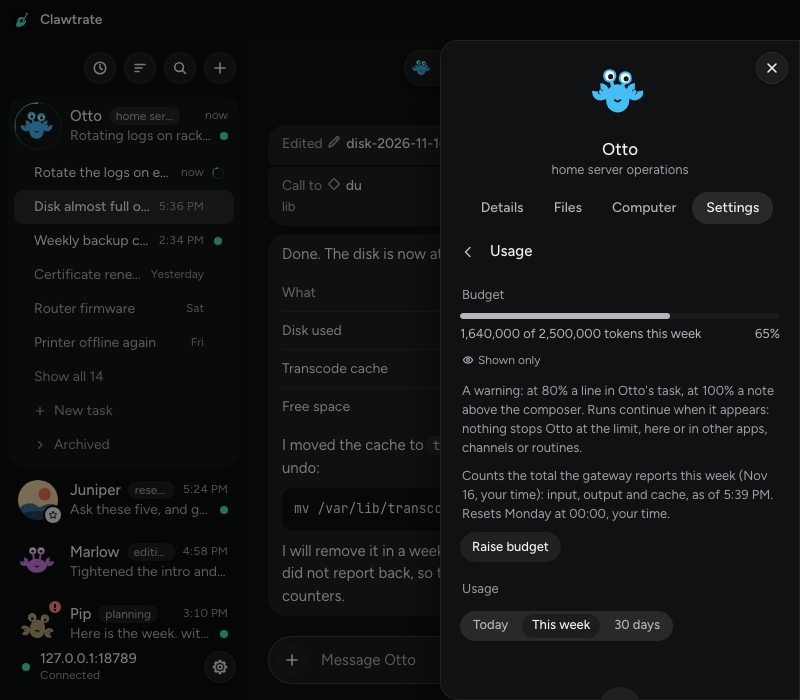 Clawtrate
Otto home ser... now
Rotating logs on rack...
Rotate the logs on e... now
Disk almost full o... 5:36 PM
Weekly backup c... 2:34 PM
Certificate rene... Yesterday
Router firmware Sat
Printer offline again Fri
Show all 14
+ New task
Archived
Juniper rese... 5:24 PM
Ask these five, and g...
Marlow editi... 4:58 PM
Tightened the intro and...
Pip planning 3:10 PM
Here is the week. wit...
127.0.0.1:18789
Connected
Edited disk-2026-11-1
Call to du
lib
Done. The disk is now at
What
Disk used
Transcode cache
Free space
I moved the cache to
undo:
mv /var/lib/transco
I will remove it in a week
did not report back, so t
counters.
Message Otto
Otto
home server operations
Details Files Computer Settings
Usage
Budget
1,640,000 of 2,500,000 tokens this week 65%
Shown only
A warning: at 80% a line in Otto's task, at 100% a note
above the composer. Runs continue when it appears:
nothing stops Otto at the limit, here or in other apps,
channels or routines.
Counts the total the gateway reports this week (Nov
16, your time): input, output and cache, as of 5:39 PM.
Resets Monday at 00:00, your time.
Raise budget
Usage
Today This week 30 days